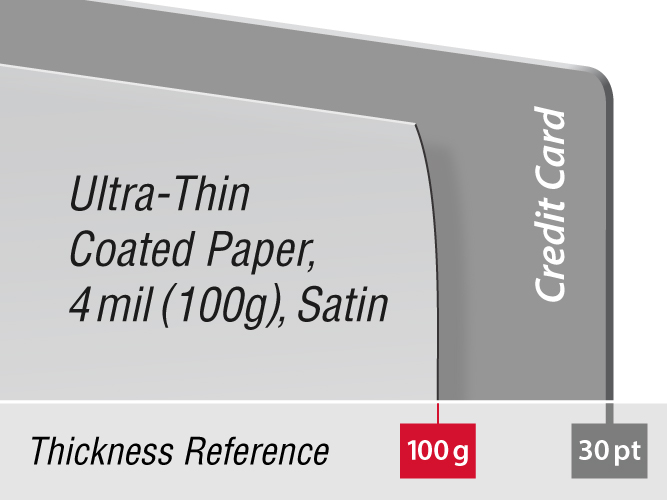 Ultra-Thin
Coated Paper,
4 mil (100g), Satin
Credit Card
Thickness Reference
100 g
30 pt